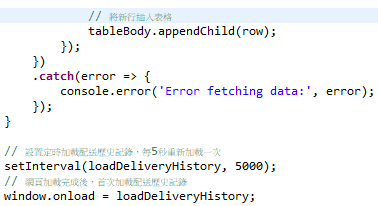 // 將新行插入表格
tableBody.appendChild(row);
});
})
.catch(error => {
console.error('Error fetching data:', error);
});
}
// 設置定時加載配送歷史記錄，每5秒重新加載一次
setInterval(loadDeliveryHistory, 5000);
// 網頁加載完成後，首次加載配送歷史記錄
window.onload = loadDeliveryHistory;